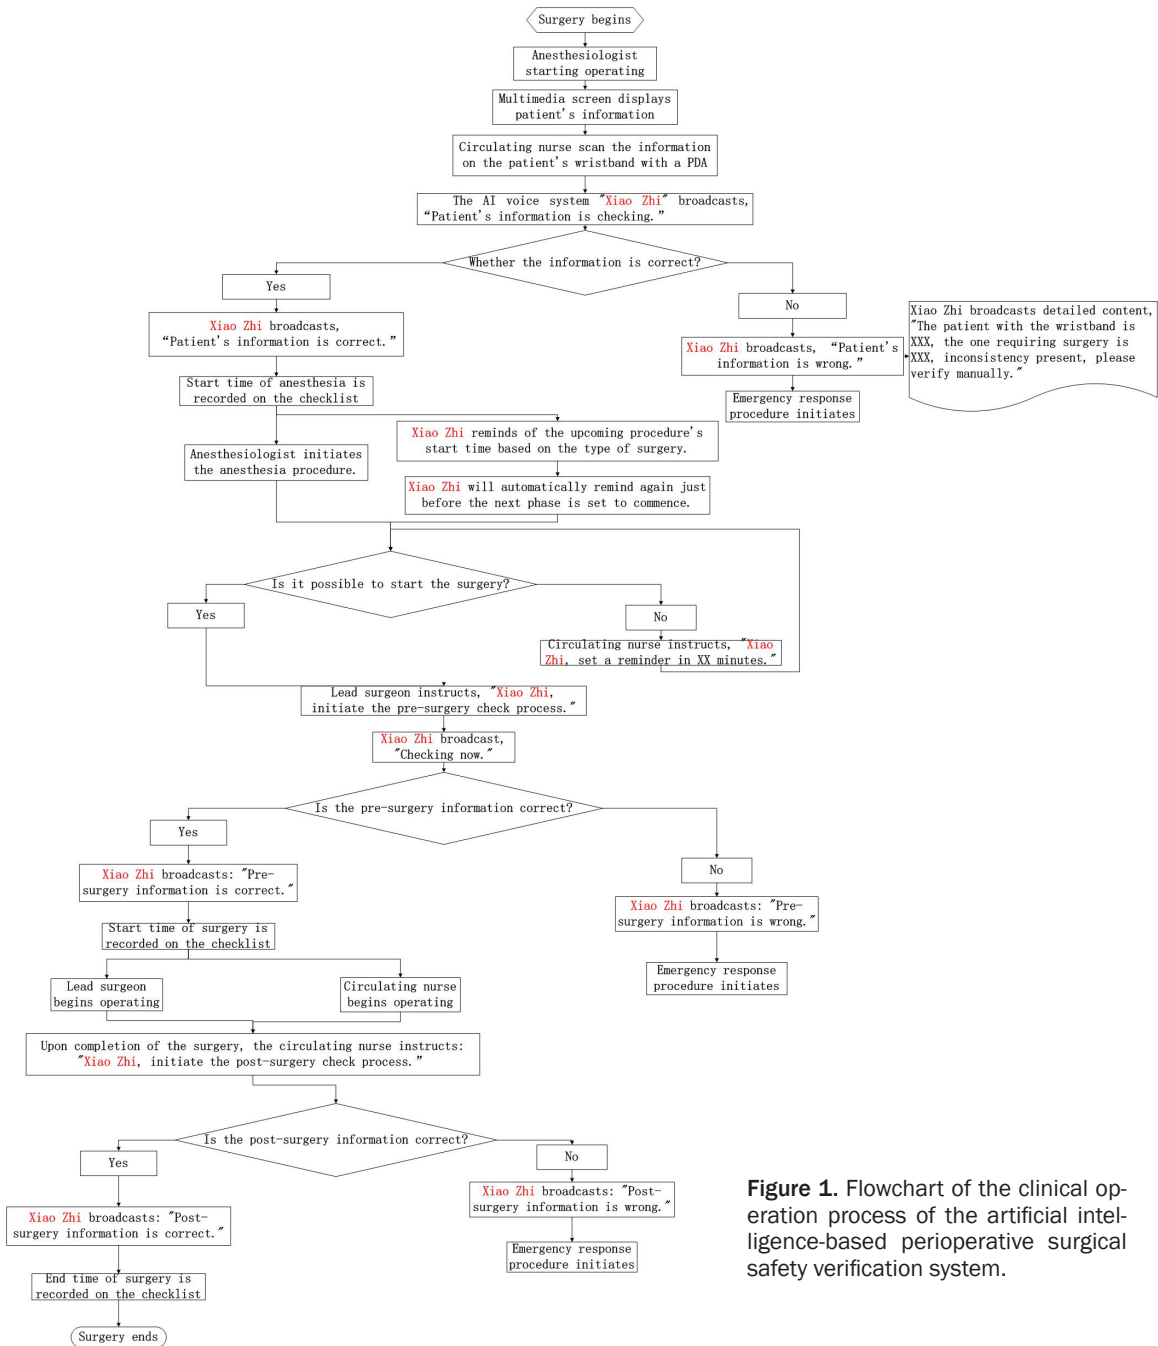 Surgery begins
Anesthesiologist
starting operating
Multimedia screen displays
patient's information
Circulating nurse scan the information
on the patient's wristband with a PDA
The AI voice system "Xiao Zhi" broadcasts,
“Patient's information is checking.”
Whether the information is correct?
Yes
No
Xiao Zhi broadcasts,
“Patient's information is correct.”
Xiao Zhi broadcasts, “Patient's
information is wrong.”
Xiao Zhi broadcasts detailed content,
"The patient with the wristband is
XXX, the one requiring surgery is
XXX, inconsistency present, please
verify manually."
Start time of anesthesia is
recorded on the checklist
Emergency response
procedure initiates
Anesthesiologist initiates
the anesthesia procedure.
Xiao Zhi reminds of the upcoming procedure's
start time based on the type of surgery.
Xiao Zhi will automatically remind again just
before the next phase is set to commence.
Is it possible to start the surgery?
Yes
No
Circulating nurse instructs, "Xiao
Zhi, set a reminder in XX minutes."
Lead surgeon instructs, "Xiao Zhi,
initiate the pre-surgery check process."
Xiao Zhi broadcast,
"Checking now."
Is the pre-surgery information correct?
Yes
No
Xiao Zhi broadcasts: "Pre-
surgery information is correct."
Xiao Zhi broadcasts: "Pre-
surgery information is wrong."
Start time of surgery is
recorded on the checklist
Emergency response
procedure initiates
Lead surgeon
begins operating
Circulating nurse
begins operating
Upon completion of the surgery, the circulating nurse instructs:
"Xiao Zhi, initiate the post-surgery check process.”
Is the post-surgery information correct?
Yes
No
Xiao Zhi broadcasts: "Post-
surgery information is correct."
Xiao Zhi broadcasts: "Post-
surgery information is wrong."
Emergency response
procedure initiates
End time of surgery is
recorded on the checklist
Surgery ends
Figure 1. Flowchart of the clinical op-
eration process of the artificial intel-
ligence-based perioperative surgical
safety verification system.